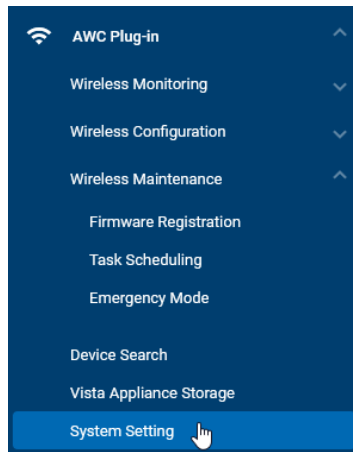 AWC Plug-in
Wireless Monitoring
Wireless Configuration
Wireless Maintenance
Firmware Registration
Task Scheduling
Emergency Mode
Device Search
Vista Appliance Storage
System Setting